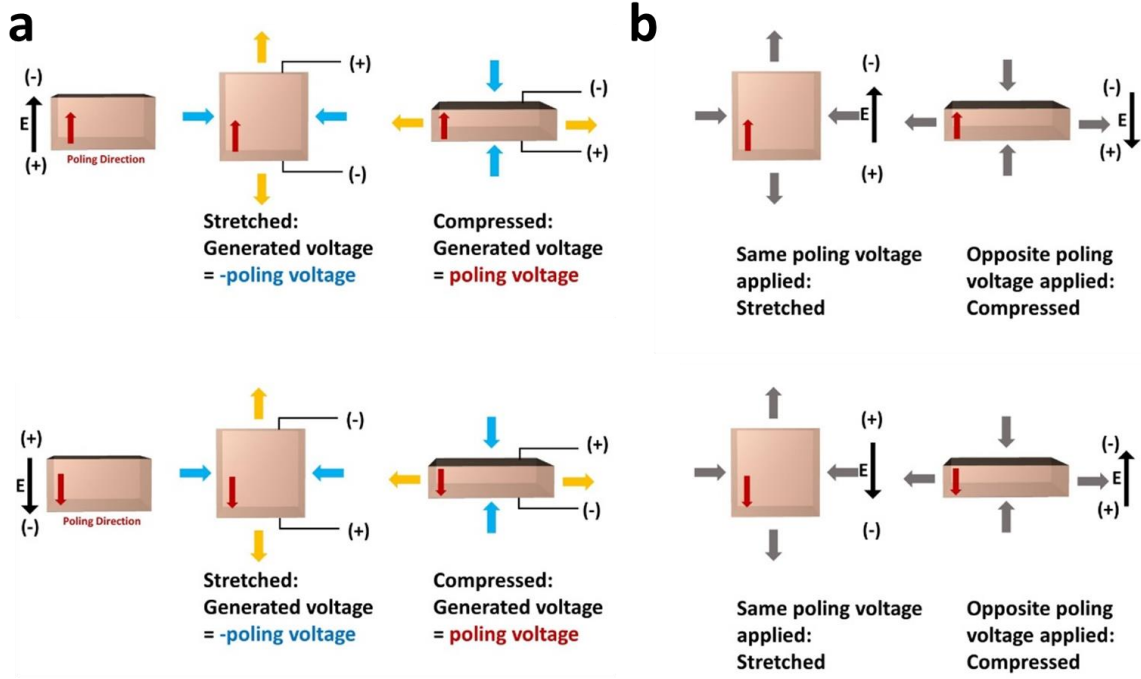 a
b
(-)
E
(+)
Poling Direction
(+)
(-)
(-)
(+)
Stretched:
Generated voltage
= -poling voltage
Compressed:
Generated voltage
= poling voltage
(-)
E
(+)
(-)
E
(+)
Same poling voltage
applied:
Stretched
Opposite poling
voltage applied:
Compressed
(+)
E
(-)
Poling Direction
(-)
(+)
(+)
(-)
Stretched:
Generated voltage
= -poling voltage
Compressed:
Generated voltage
= poling voltage
(+)
E
(-)
(-)
E
(+)
Same poling voltage
applied:
Stretched
Opposite poling
voltage applied:
Compressed